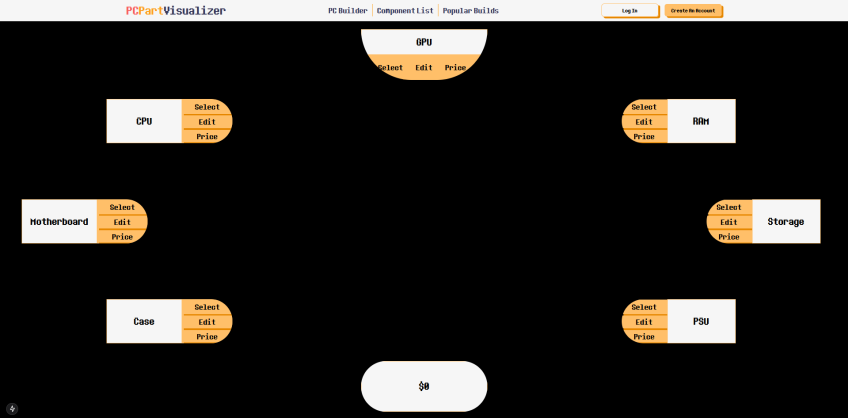 PCPartVisualizer
PC Builder Component List Popular Builds
Log In
Create An Account
GPU
Select Edit Price
CPU
Select
Edit
Price
Select
Edit
Price
RAM
Motherboard
Select
Edit
Price
Select
Edit
Price
Storage
Case
Select
Edit
Price
Select
Edit
Price
PSU
$0